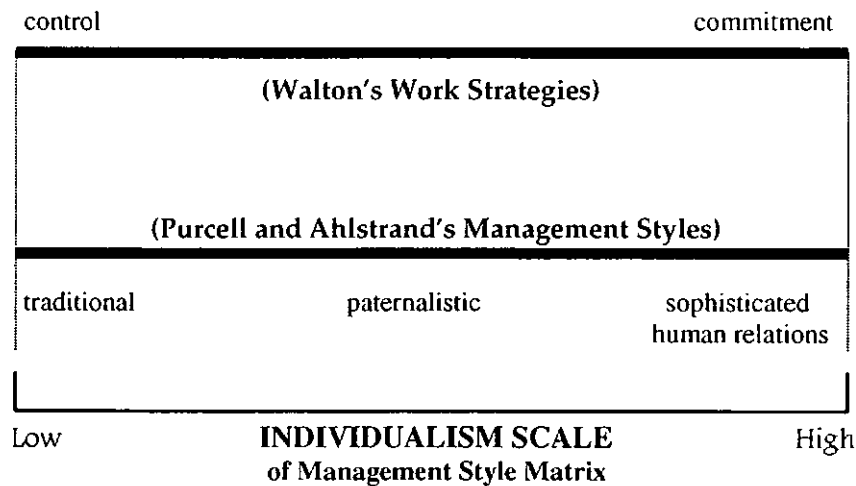 control commitment
(Walton's Work Strategies)
(Purcell and Ahlstrand's Management Styles)
traditional paternalistic sophisticated
human relations
Low INDIVIDUALISM SCALE High
of Management Style Matrix